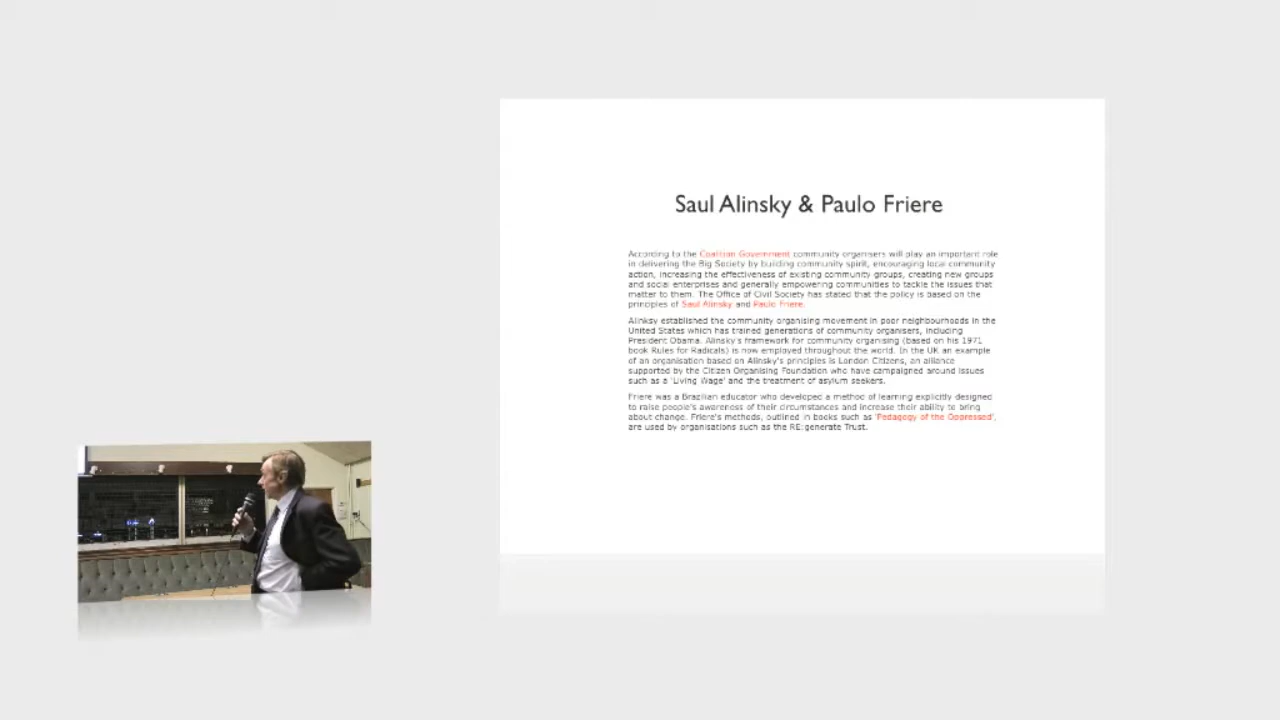 Saul Alinsky & Paulo Friere
According to the Coalition Government community organisers will play an important role
in delivering the Big Society by building community spirit, encouraging local community
action, increasing the effectiveness of existing community groups, creating new groups
and social enterprises and generally empowering communities to tackle the issues that
matter to them. The Office of Civil Society has stated that the policy is based on the
principles of Saul Alinsky and Paulo Friere.
Alinksy established the community organising movement in poor neighbourhoods in the
United States which has trained generations of community organisers, including
President Obama. Alinsky's framework for community organising (based on his 1971
book Rules for Radicals) is now employed throughout the world. In the UK an example
of an organisation based on Alinsky's principles is London Citizens, an alliance
supported by the Citizen Organising Foundation who have campaigned around issues
such as a 'Living Wage' and the treatment of asylum seekers.
Friere was a Brazilian educator who developed a method of learning explicitly designed
to raise people's awareness of their circumstances and increase their ability to bring
about change. Friere's methods, outlined in books such as 'Pedagogy of the Oppressed',
are used by organisations such as the RE:generate Trust.